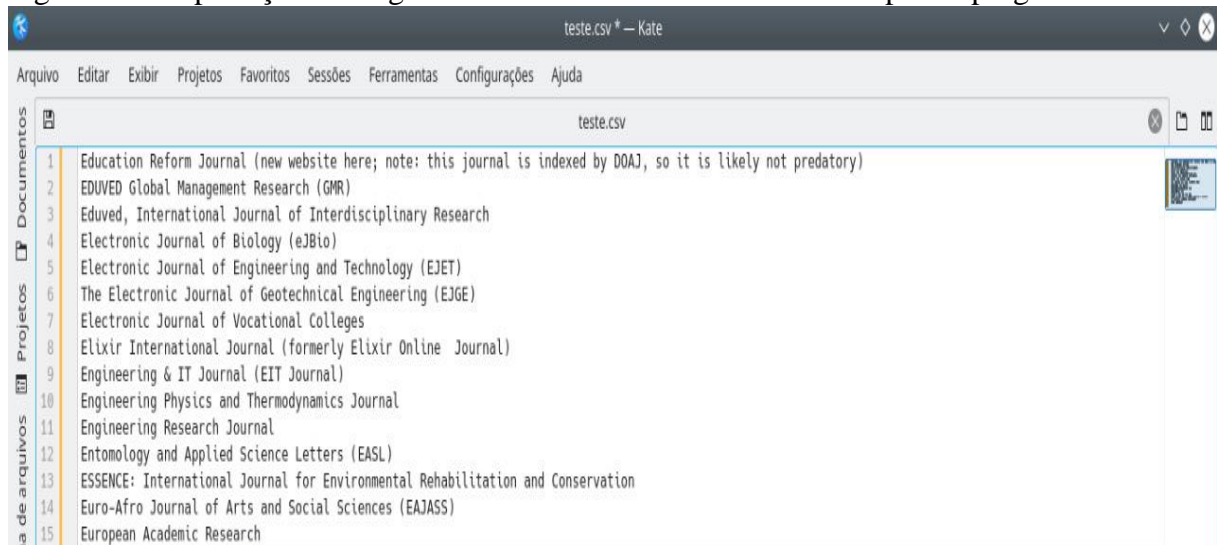 teste.csv * — Kate
Arquivo Editar Exibir Projetos Favoritos Sessões Ferramentas Configurações Ajuda
teste.csv
Documentos
Projetos
de arquivos
1 Education Reform Journal (new website here; note: this journal is indexed by DOAJ, so it is likely not predatory)
2 EDUVED Global Management Research (GMR)
3 Eduved, International Journal of Interdisciplinary Research
4 Electronic Journal of Biology (eJBio)
5 Electronic Journal of Engineering and Technology (EJET)
6 The Electronic Journal of Geotechnical Engineering (EJGE)
7 Electronic Journal of Vocational Colleges
8 Elixir International Journal (formerly Elixir Online  Journal)
9 Engineering & IT Journal (EIT Journal)
10 Engineering Physics and Thermodynamics Journal
11 Engineering Research Journal
12 Entomology and Applied Science Letters (EASL)
13 ESSENCE: International Journal for Environmental Rehabilitation and Conservation
14 Euro-Afro Journal of Arts and Social Sciences (EAJASS)
15 European Academic Research